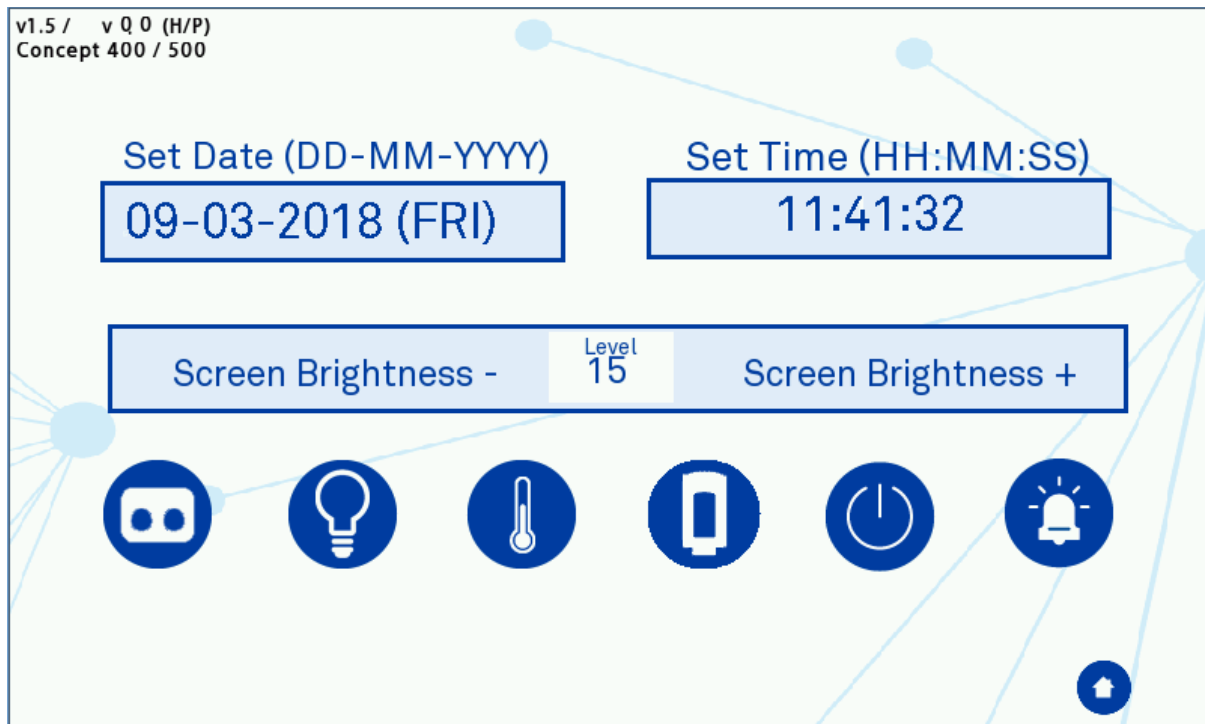 v1.5 / v 0 0 (H/P)
Concept 400 / 500
Set Date (DD-MM-YYYY)
Set Time (HH:MM:SS)
09-03-2018 (FRI)
11:41:32
Screen Brightness -
Level
15
Screen Brightness +